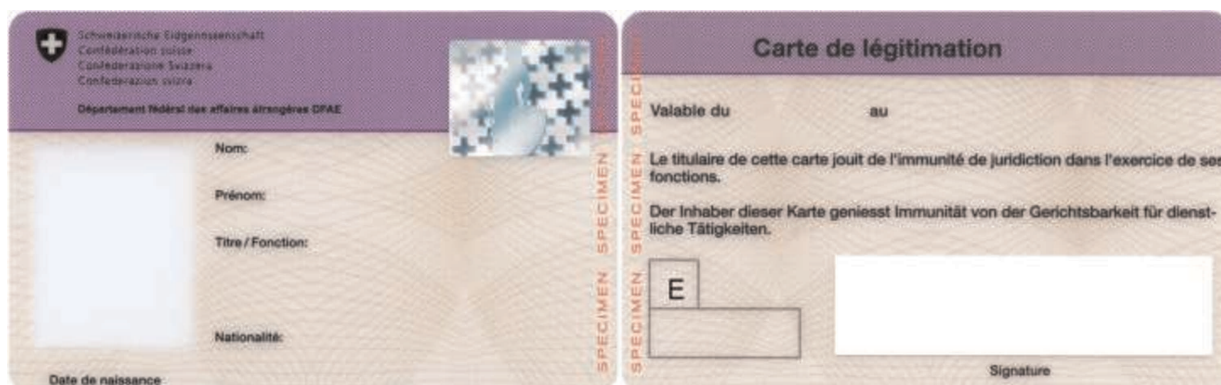 Schweizerische Eidgenossenschaft
Confédération suisse
Confederazione Svizzera
Confederaziun svizra
Département fédéral des affaires étrangères DFAE
Nom:
Prénom:
Titre / Fonction:
Nationalité:
Date de naissance
SPECIMEN SPECIMEN SPECIMEN
Carte de légitimation
Valable du au
Le titulaire de cette carte jouit de l'immunité de juridiction dans l'exercice de ses
fonctions.
Der Inhaber dieser Karte geniesst Immunität von der Gerichtsbarkeit für dienst-
liche Tätigkeiten.
E
Signature
SPECIMEN SPECIMEN SPECIMEN